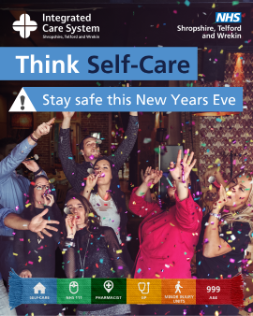 Integrated
Care System
Shropshire, Telford and Wrekin
NHS
Shropshire, Telford
and Wrekin
Think Self-Care
Stay safe this New Years Eve
SELFCARE
NHS 111
PHARMACIST
GP
MINOR INJURY
UNITS
999
A&E